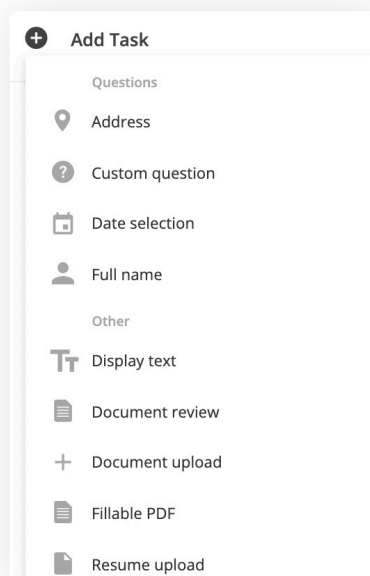 Add Task
Questions
Address
Custom question
Date selection
Full name
Other
Display text
Document review
Document upload
Fillable PDF
Resume upload